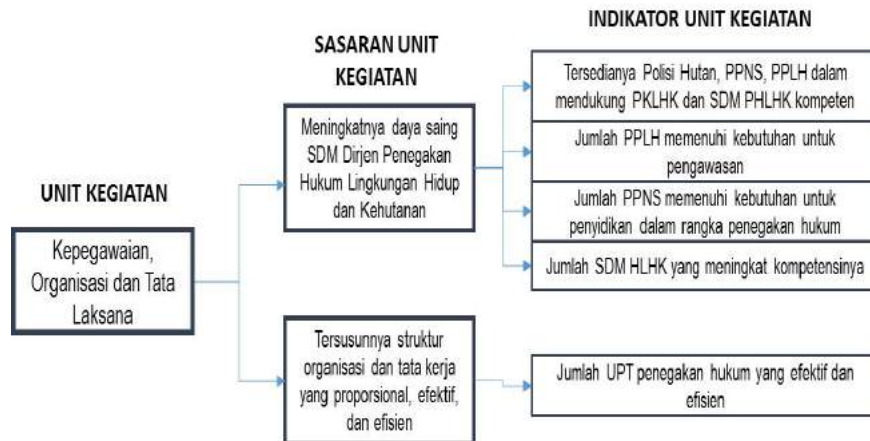 UNIT KEGIATAN
Kepegawaian,
Organisasi dan Tata
Laksana
SASARAN UNIT
KEGIATAN
Meningkatnya daya saing
SDM Dirjen Penegakan
Hukum Lingkungan Hidup
dan Kehutanan
Tersusunnya struktur
organisasi dan tata kerja
yang proporsional, efektif,
dan efisien
INDIKATOR UNIT KEGIATAN
Tersedianya Polisi Hutan, PPNS, PPLH dalam
mendukung PKLHK dan SDM PHLHK kompeten
Jumlah PPLH memenuhi kebutuhan untuk
pengawasan
Jumlah PPNS memenuhi kebutuhan untuk
penyidikan dalam rangka penegakan hukum
Jumlah SDM HLHK yang meningkat kompetensinya
Jumlah UPT penegakan hukum yang efektif dan
efisien